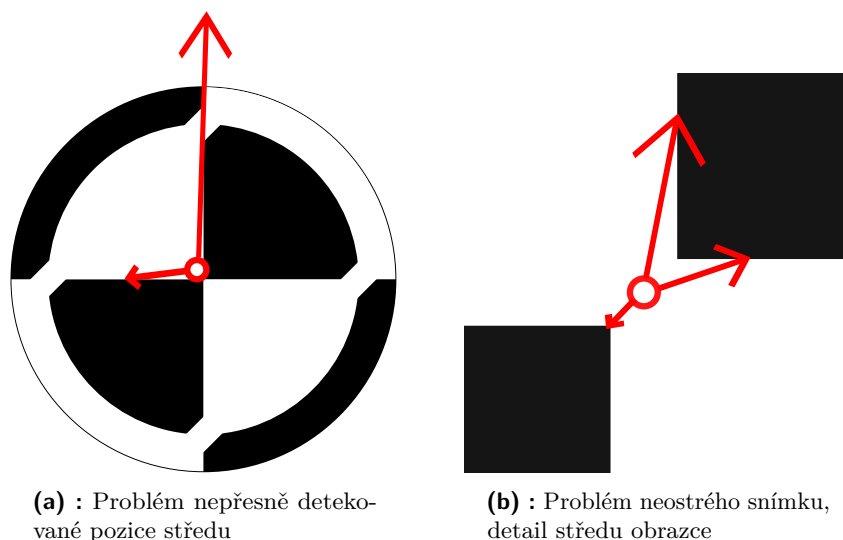 (a) : Problém nepřesně deteko-
vané pozice středu
(b) : Problém neostrého snímku,
detail středu obrazce